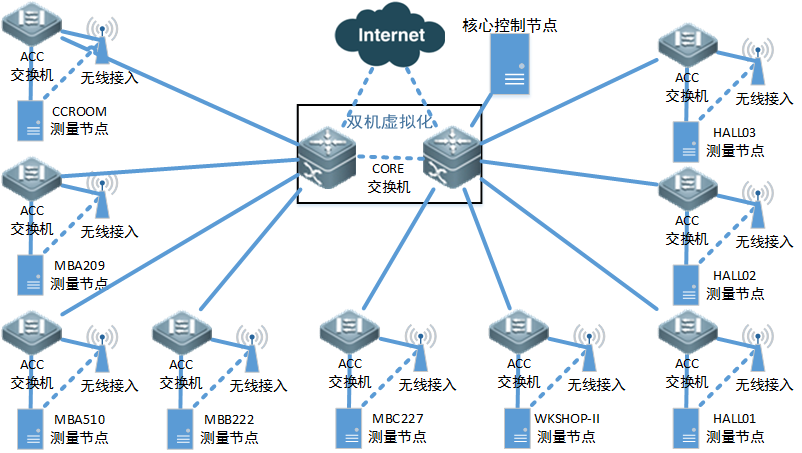 Internet
核心控制节点
双机虚拟化
CORE
交换机
ACC
交换机
无线接入
CCROOM
测量节点
ACC
交换机
无线接入
HALL03
测量节点
ACC
交换机
无线接入
MBA209
测量节点
ACC
交换机
无线接入
HALL02
测量节点
ACC
交换机
无线接入
MBA510
测量节点
ACC
交换机
无线接入
MBB222
测量节点
ACC
交换机
无线接入
MBC227
测量节点
ACC
交换机
无线接入
WKSHOP-II
测量节点
ACC
交换机
无线接入
HALL01
测量节点